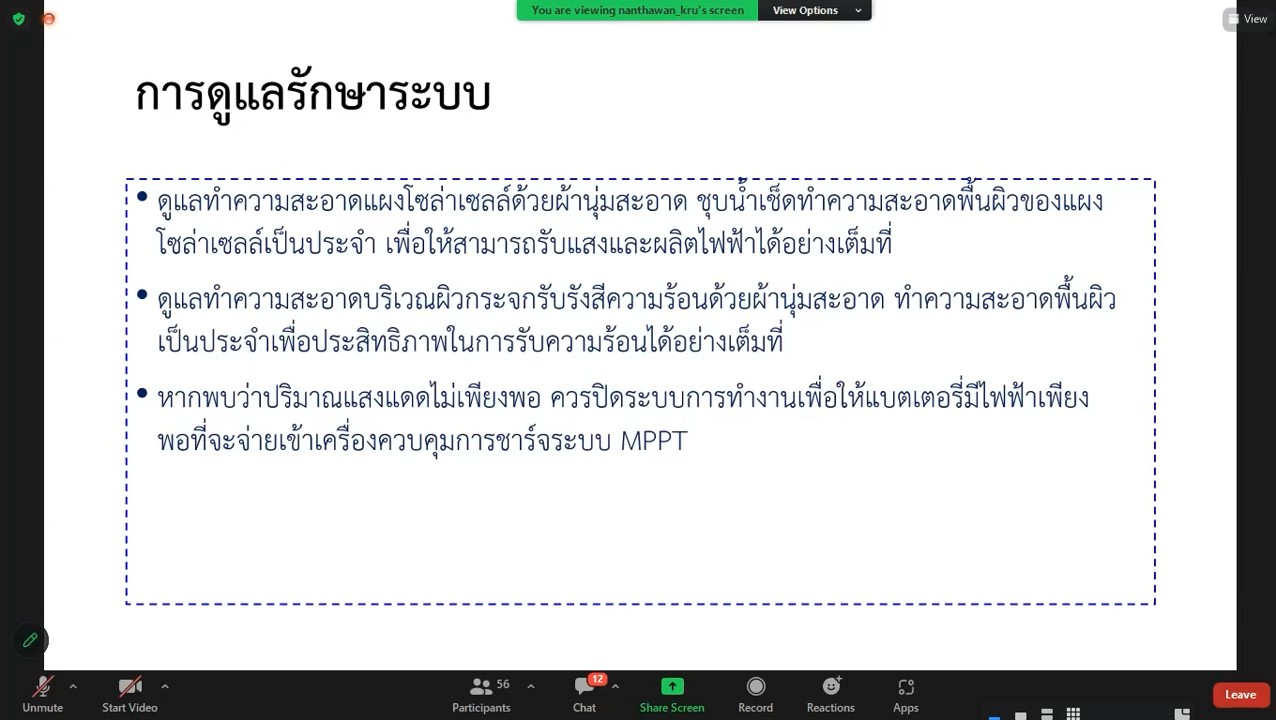 You are viewing nanthawan_kru's screen
View Options
View
การดูแลรักษาระบบ
• ดูแลทำความสะอาดแผงโซล่าเซลล์ด้วยผ้านุ่มสะอาด ชุบน้ำเช็ดทำความสะอาดพื้นผิวของแผง
โซล่าเซลล์เป็นประจำ เพื่อให้สามารถรับแสงและผลิตไฟฟ้าได้อย่างเต็มที่
• ดูแลทำความสะอาดบริเวณผิวกระจกรับรังสีความร้อนด้วยผ้านุ่มสะอาด ทำความสะอาดพื้นผิว
เป็นประจำเพื่อประสิทธิภาพในการรับความร้อนได้อย่างเต็มที่
• หากพบว่าปริมาณแสงแดดไม่เพียงพอ ควรปิดระบบการทำงานเพื่อให้แบตเตอรี่มีไฟฟ้าเพียง
พอที่จะจ่ายเข้าเครื่องควบคุมการชาร์จระบบ MPPT
Unmute
Start Video
56
Participants
12
Chat
Share Screen
Record
Reactions
Apps
Leave